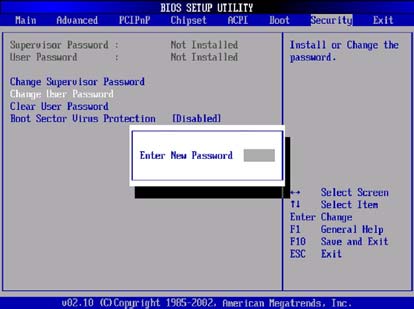 BIOS SETUP UTILITY
Main Advanced PCIPnP Chipset ACPI Boot Security Exit
Supervisor Password : Not Installed
User Password : Not Installed
Change Supervisor Password
Change User Password
Clear User Password
Boot Sector Virus Protection [Disabled]
Enter New Password
Install or Change the
password.
↔ Select Screen
↑↓ Select Item
Enter Change
F1 General Help
F10 Save and Exit
ESC Exit
v02.10 (C)Copyright 1985-2002, American Megatrends, Inc.